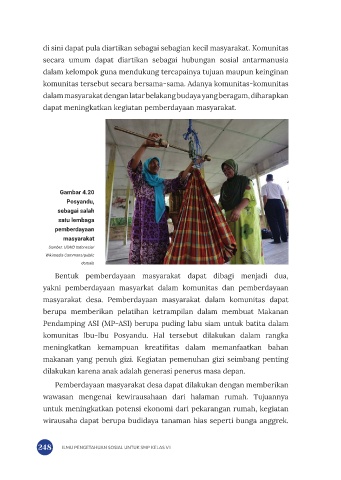 di sini dapat pula diartikan sebagai sebagian kecil masyarakat. Komunitas
secara umum dapat diartikan sebagai hubungan sosial antarmanusia
dalam kelompok guna mendukung tercapainya tujuan maupun keinginan
komunitas tersebut secara bersama-sama. Adanya komunitas-komunitas
dalam masyarakat dengan latar belakang budaya yang beragam, diharapkan
dapat meningkatkan kegiatan pemberdayaan masyarakat.
Gambar 4.20
Posyandu,
sebagai salah
satu lembaga
pemberdayaan
masyarakat
Sumber: USAID Indonesia/
Wikimedia Commons/public
domain
Bentuk pemberdayaan masyarakat dapat dibagi menjadi dua,
yakni pemberdayaan masyarkat dalam komunitas dan pemberdayaan
masyarakat desa. Pemberdayaan masyarakat dalam komunitas dapat
berupa memberikan pelatihan ketrampilan dalam membuat Makanan
Pendamping ASI (MP-ASI) berupa puding labu siam untuk batita dalam
komunitas Ibu-Ibu Posyandu. Hal tersebut dilakukan dalam rangka
meningkatkan kemampuan kreatifitas dalam memanfaatkan bahan
makanan yang penuh gizi. Kegiatan pemenuhan gizi seimbang penting
dilakukan karena anak adalah generasi penerus masa depan.
Pemberdayaan masyarakat desa dapat dilakukan dengan memberikan
wawasan mengenai kewirausahaan dari halaman rumah. Tujuannya
untuk meningkatkan potensi ekonomi dari pekarangan rumah, kegiatan
wirausaha dapat berupa budidaya tanaman hias seperti bunga anggrek.
248 ILMU PENGETAHUAN SOSIAL UNTUK SMP KELAS VII